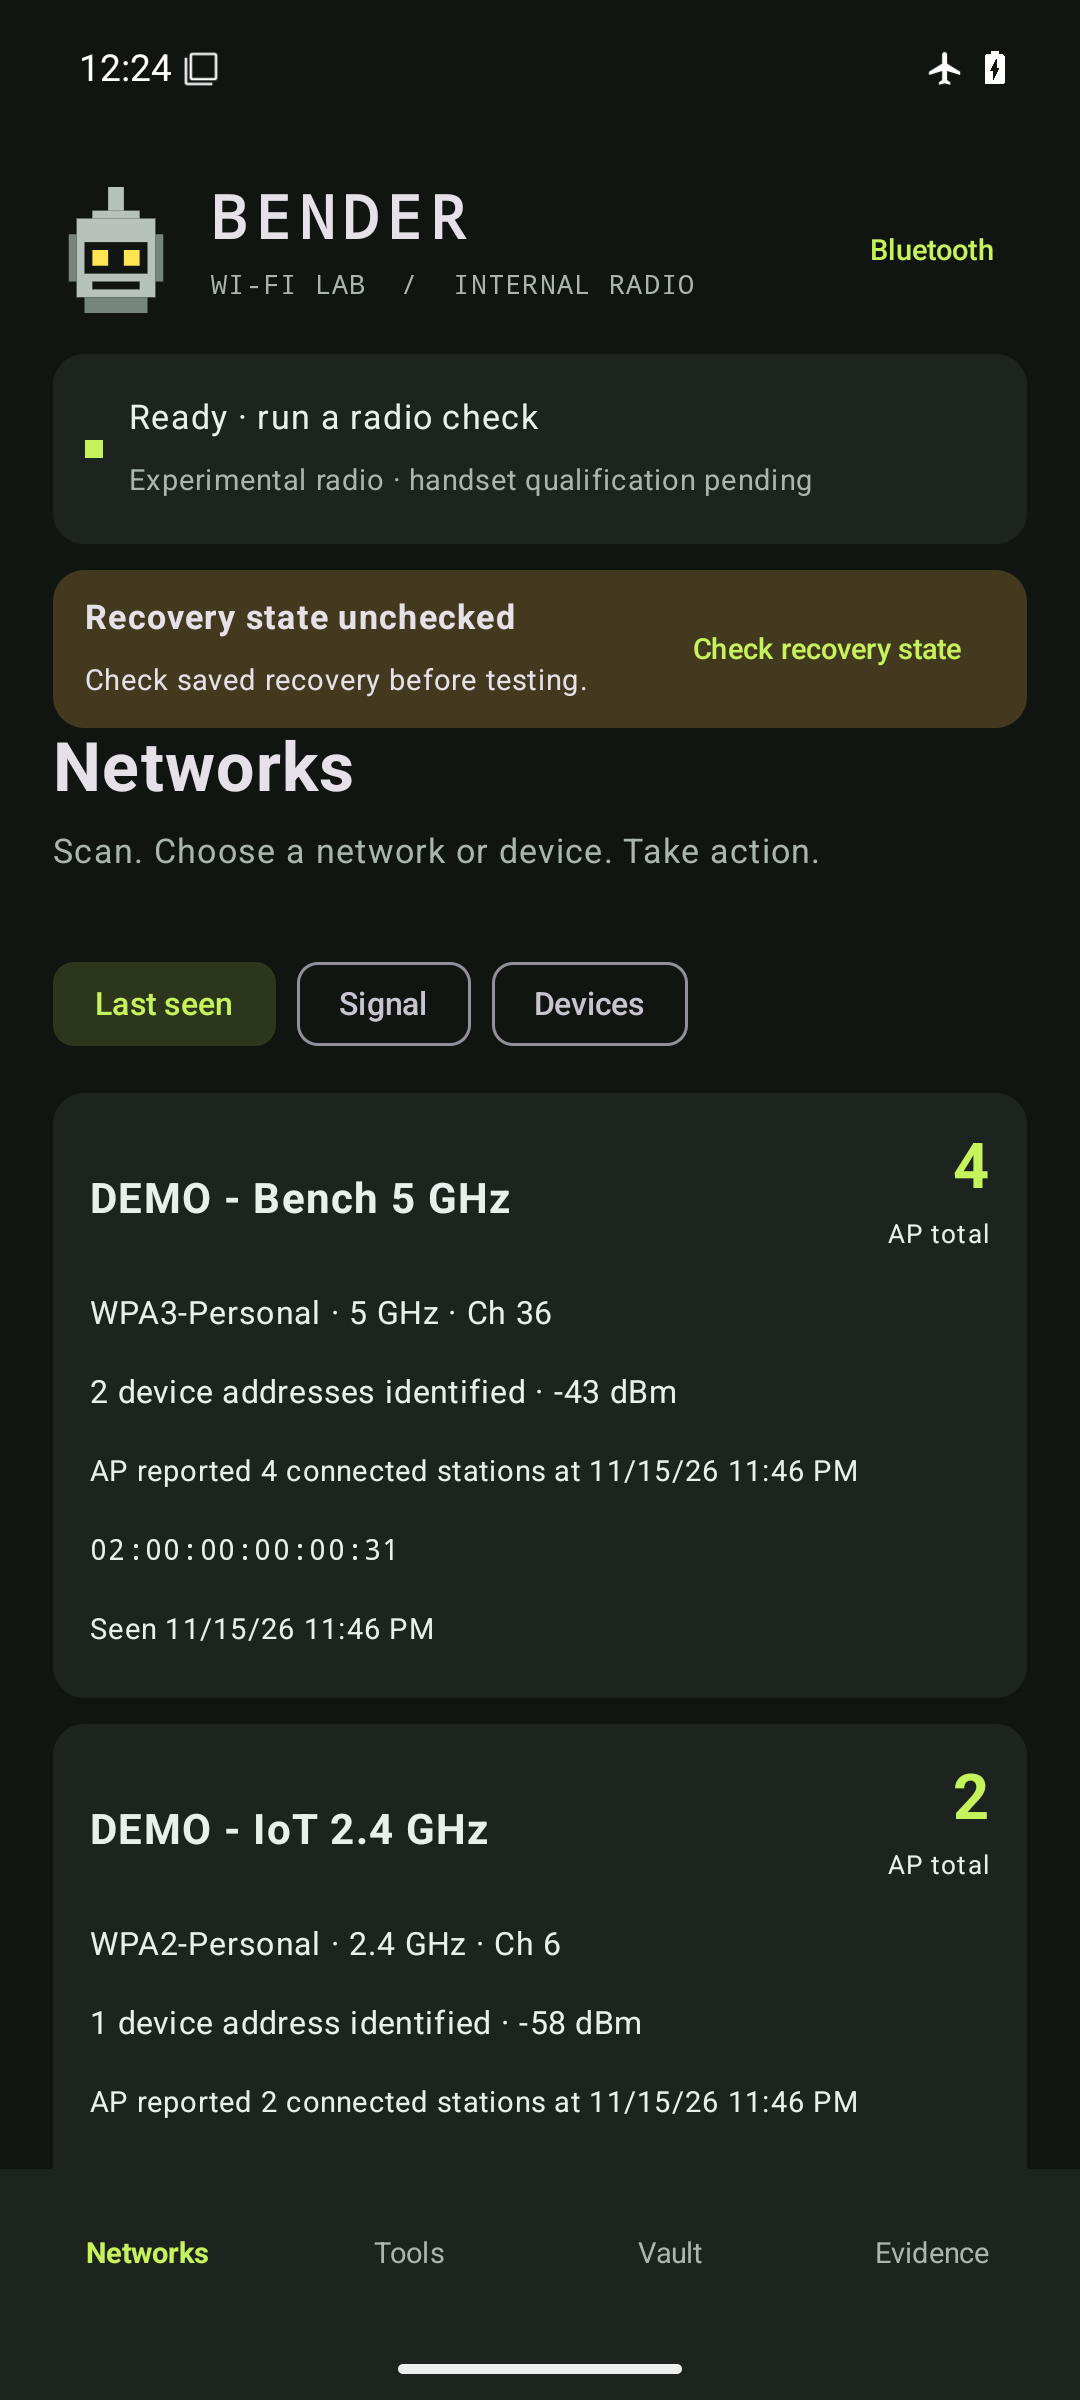 12:24
BENDER
WI-FI LAB / INTERNAL RADIO
Bluetooth
Ready · run a radio check
Experimental radio · handset qualification pending
Recovery state unchecked
Check saved recovery before testing.
Check recovery state
Networks
Scan. Choose a network or device. Take action.
Last seen
Signal
Devices
DEMO - Bench 5 GHz
4
AP total
WPA3-Personal · 5 GHz · Ch 36
2 device addresses identified · -43 dBm
AP reported 4 connected stations at 11/15/26 11:46 PM
02:00:00:00:00:31
Seen 11/15/26 11:46 PM
DEMO - IoT 2.4 GHz
2
AP total
WPA2-Personal · 2.4 GHz · Ch 6
1 device address identified · -58 dBm
AP reported 2 connected stations at 11/15/26 11:46 PM
Networks
Tools
Vault
Evidence